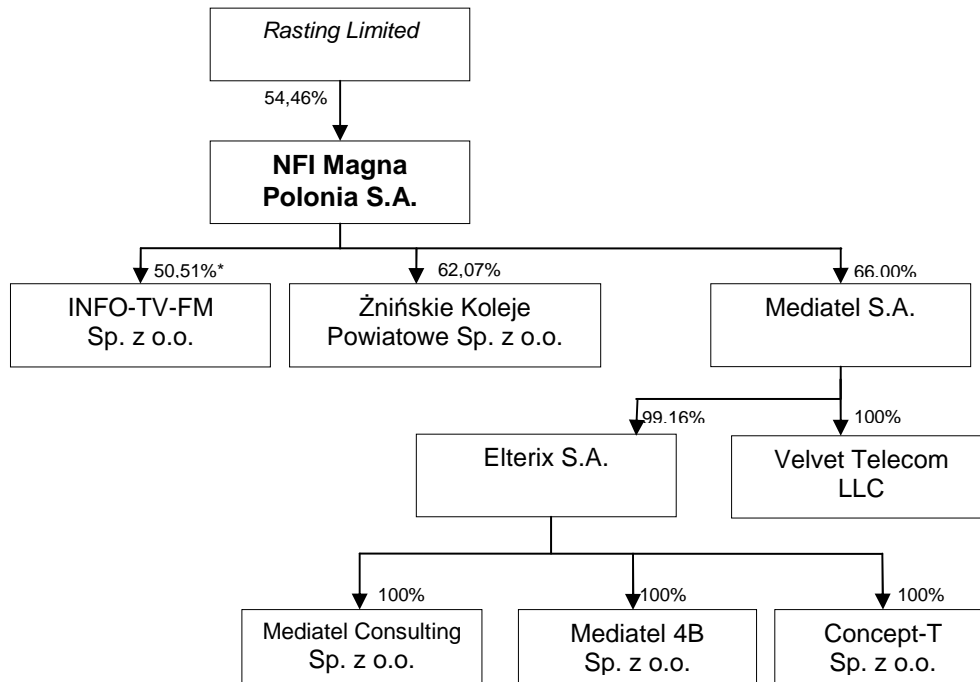 Rasting Limited
54,46%
NFI Magna
Polonia S.A.
50.51%*
62,07%
66.00%
INFO-TV-FM
Sp. z o.o.
Żnińskie Koleje
Powiatowe Sp. z o.o.
Mediatel S.A.
99.16%
100%
Elterix S.A.
Velvet Telecom
LLC
100%
100%
100%
Mediatel Consulting
Sp. z o.o.
Mediatel 4B
Sp. z o.o.
Concept-T
Sp. z o.o.